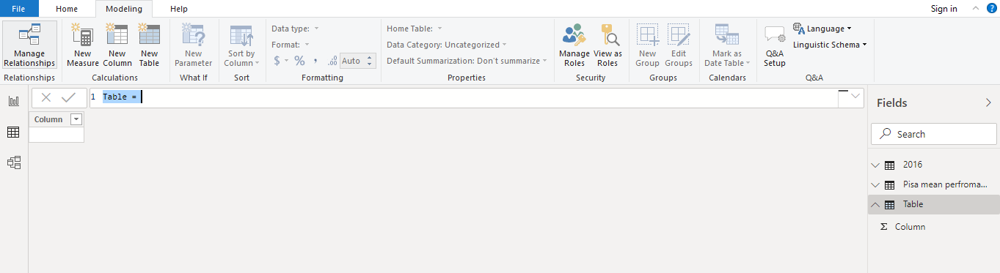 File Home Modeling Help Sign in
Manage Relationships
Relationships
New Measure
New Column
New Table
Calculations
New Parameter
What If
Sort by Column
Sort
Data type:
Format:
$ % , .00 Auto
Formatting
Home Table:
Data Category: Uncategorized
Default Summarization: Don't summarize
Properties
Manage Roles
View as Roles
Security
New Group
Edit Groups
Groups
Mark as Date Table
Calendars
Q&A Setup
Language
Linguistic Schema
Q&A
1 Table =
Column
Fields
Search
2016
Pisa mean perfroma...
Table
Σ Column